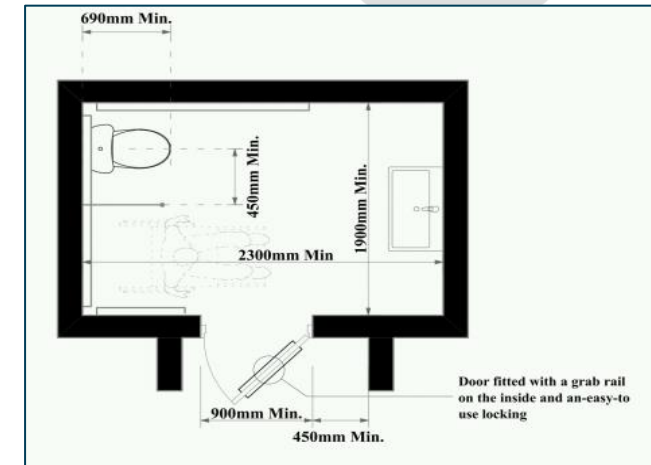 690mm Min.
450mm Min.
1900mm Min.
2300mm Min
Door fitted with a grab rail
on the inside and an-easy-to
use locking
900mm Min.
450mm Min.